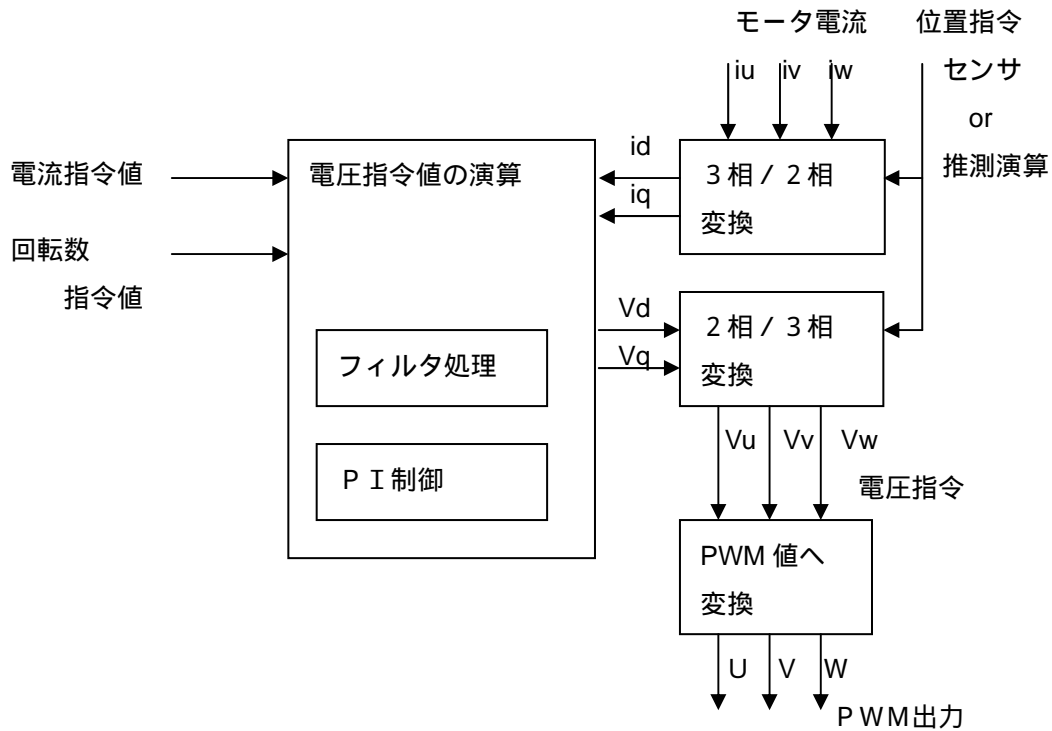 モータ電流
位置指令
iu
iv
iw
センサ
or
推測演算
電流指令値
回転数
指令値
電圧指令値の演算
id
iq
３相／２相
変換
Vd
Vq
２相／３相
変換
フィルタ処理
ＰＩ制御
Vu
Vv
Vw
電圧指令
PWM 値へ
変換
U
V
W
ＰＷＭ出力